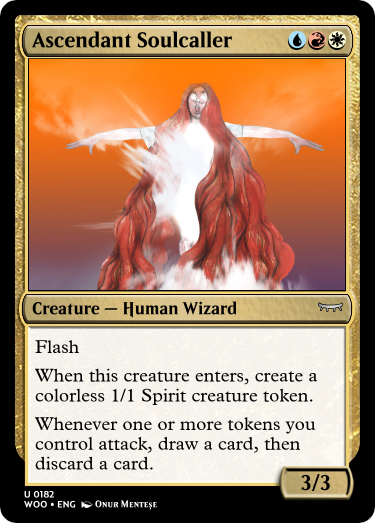 Ascendant Soulcaller
Creature — Human Wizard
Flash
When this creature enters, create a
colorless 1/1 Spirit creature token.
Whenever one or more tokens you
control attack, draw a card, then
discard a card.
3/3
U 0182
WOO • ENG Onur Menteşe